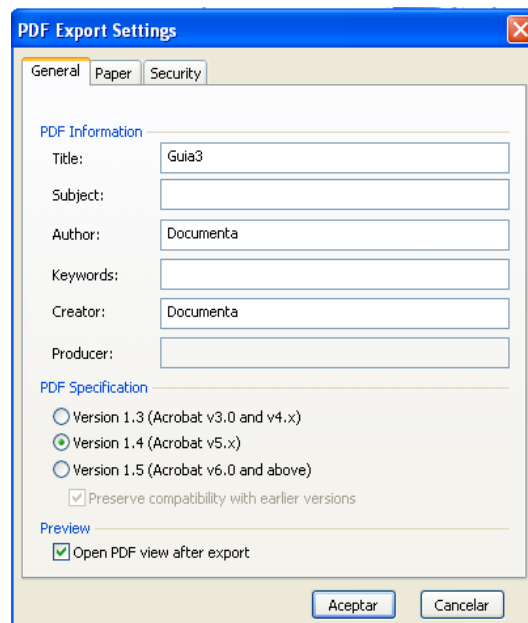 PDF Export Settings
General Paper Security
PDF Information
Title: Guia3
Subject:
Author: Documenta
Keywords:
Creator: Documenta
Producer:
PDF Specification
Version 1.3 (Acrobat v3.0 and v4.x)
Version 1.4 (Acrobat v5.x)
Version 1.5 (Acrobat v6.0 and above)
Preserve compatibility with earlier versions
Preview
Open PDF view after export
Aceptar Cancelar